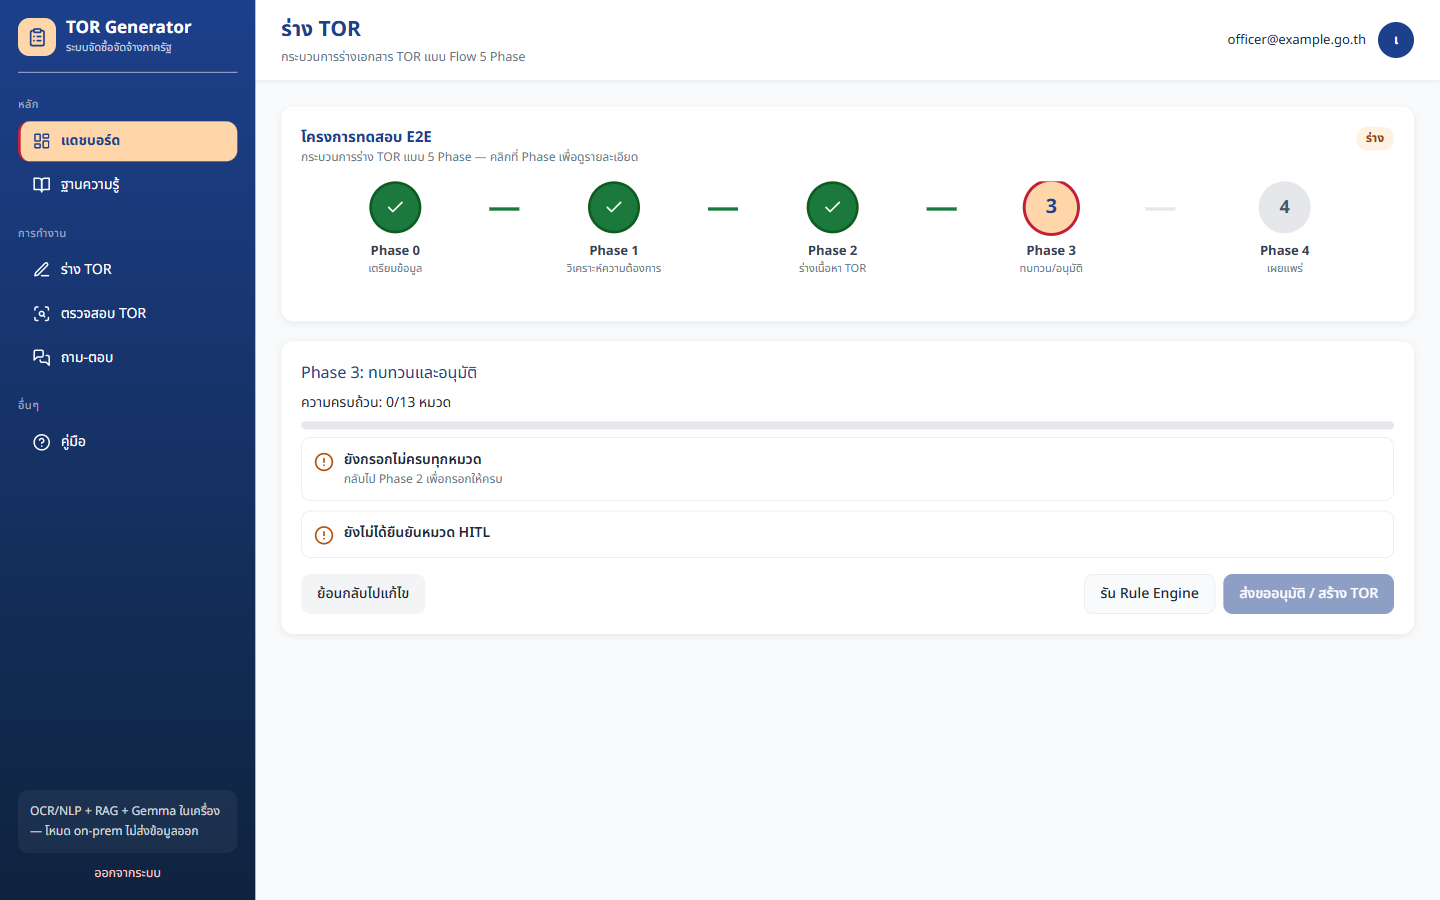 TOR Generator
ระบบจัดซื้อจัดจ้างภาครัฐ
หลัก
แดชบอร์ด
ฐานความรู้
การทำงาน
ร่าง TOR
ตรวจสอบ TOR
ถาม-ตอบ
อื่นๆ
คู่มือ
OCR/NLP + RAG + Gemma ในเครื่อง
— โหมด on-prem ไม่ส่งข้อมูลออก
ออกจากระบบ
ร่าง TOR
กระบวนการร่างเอกสาร TOR แบบ Flow 5 Phase
officer@example.go.th
เ
โครงการทดสอบ E2E
กระบวนการร่าง TOR แบบ 5 Phase — คลิกที่ Phase เพื่อดูรายละเอียด
ร่าง
3
4
Phase 0
เตรียมข้อมูล
Phase 1
วิเคราะห์ความต้องการ
Phase 2
ร่างเนื้อหา TOR
Phase 3
ทบทวน/อนุมัติ
Phase 4
เผยแพร่
Phase 3: ทบทวนและอนุมัติ
ความครบถ้วน: 0/13 หมวด
ยังกรอกไม่ครบทุกหมวด
กลับไป Phase 2 เพื่อกรอกให้ครบ
ยังไม่ได้ยืนยันหมวด HITL
ย้อนกลับไปแก้ไข
รัน Rule Engine
ส่งขออนุมัติ / สร้าง TOR